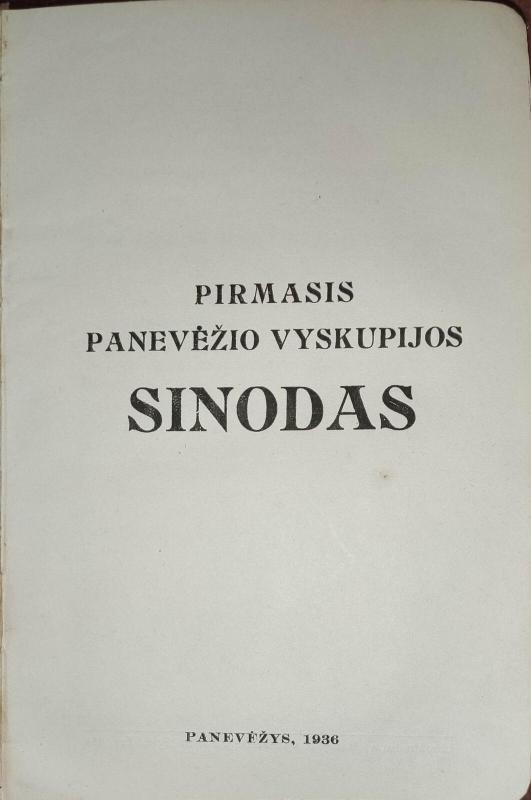 PIRMASIS
PANEVĖŽIO VYSKUPIJOS
SINODAS
PANEVĖŽYS, 1936